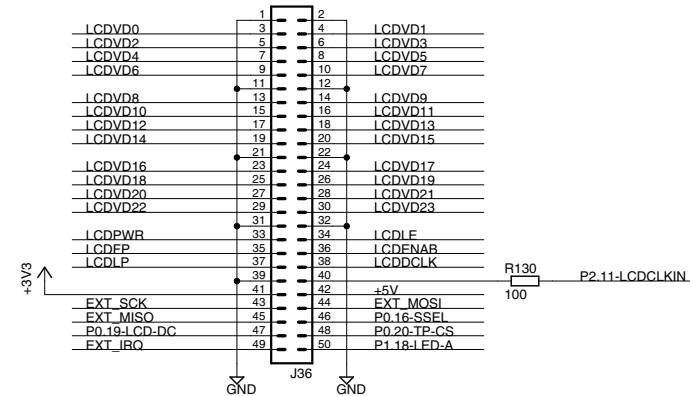 1 2
LCDVD0 3 4 LCDVD1
LCDVD2 5 6 LCDVD3
LCDVD4 7 8 LCDVD5
LCDVD6 9 10 LCDVD7
11 12
LCDVD8 13 14 LCDVD9
LCDVD10 15 16 LCDVD11
LCDVD12 17 18 LCDVD13
LCDVD14 19 20 LCDVD15
21 22
LCDVD16 23 24 LCDVD17
LCDVD18 25 26 LCDVD19
LCDVD20 27 28 LCDVD21
LCDVD22 29 30 LCDVD23
31 32
LCDPWR 33 34 LCDLE
LCDFP 35 36 LCDENAB
LCDLP 37 38 LCDDCLK
39 40 R130 P2.11-LCDCLKIN
100
+3V3 41 42 +5V
EXT_SCK 43 44 EXT_MOSI
EXT_MISO 45 46 P0.16-SSEL
P0.19-LCD-DC 47 48 P0.20-TP-CS
EXT_IRQ 49 50 P1.18-LED-A
J36
GND GND